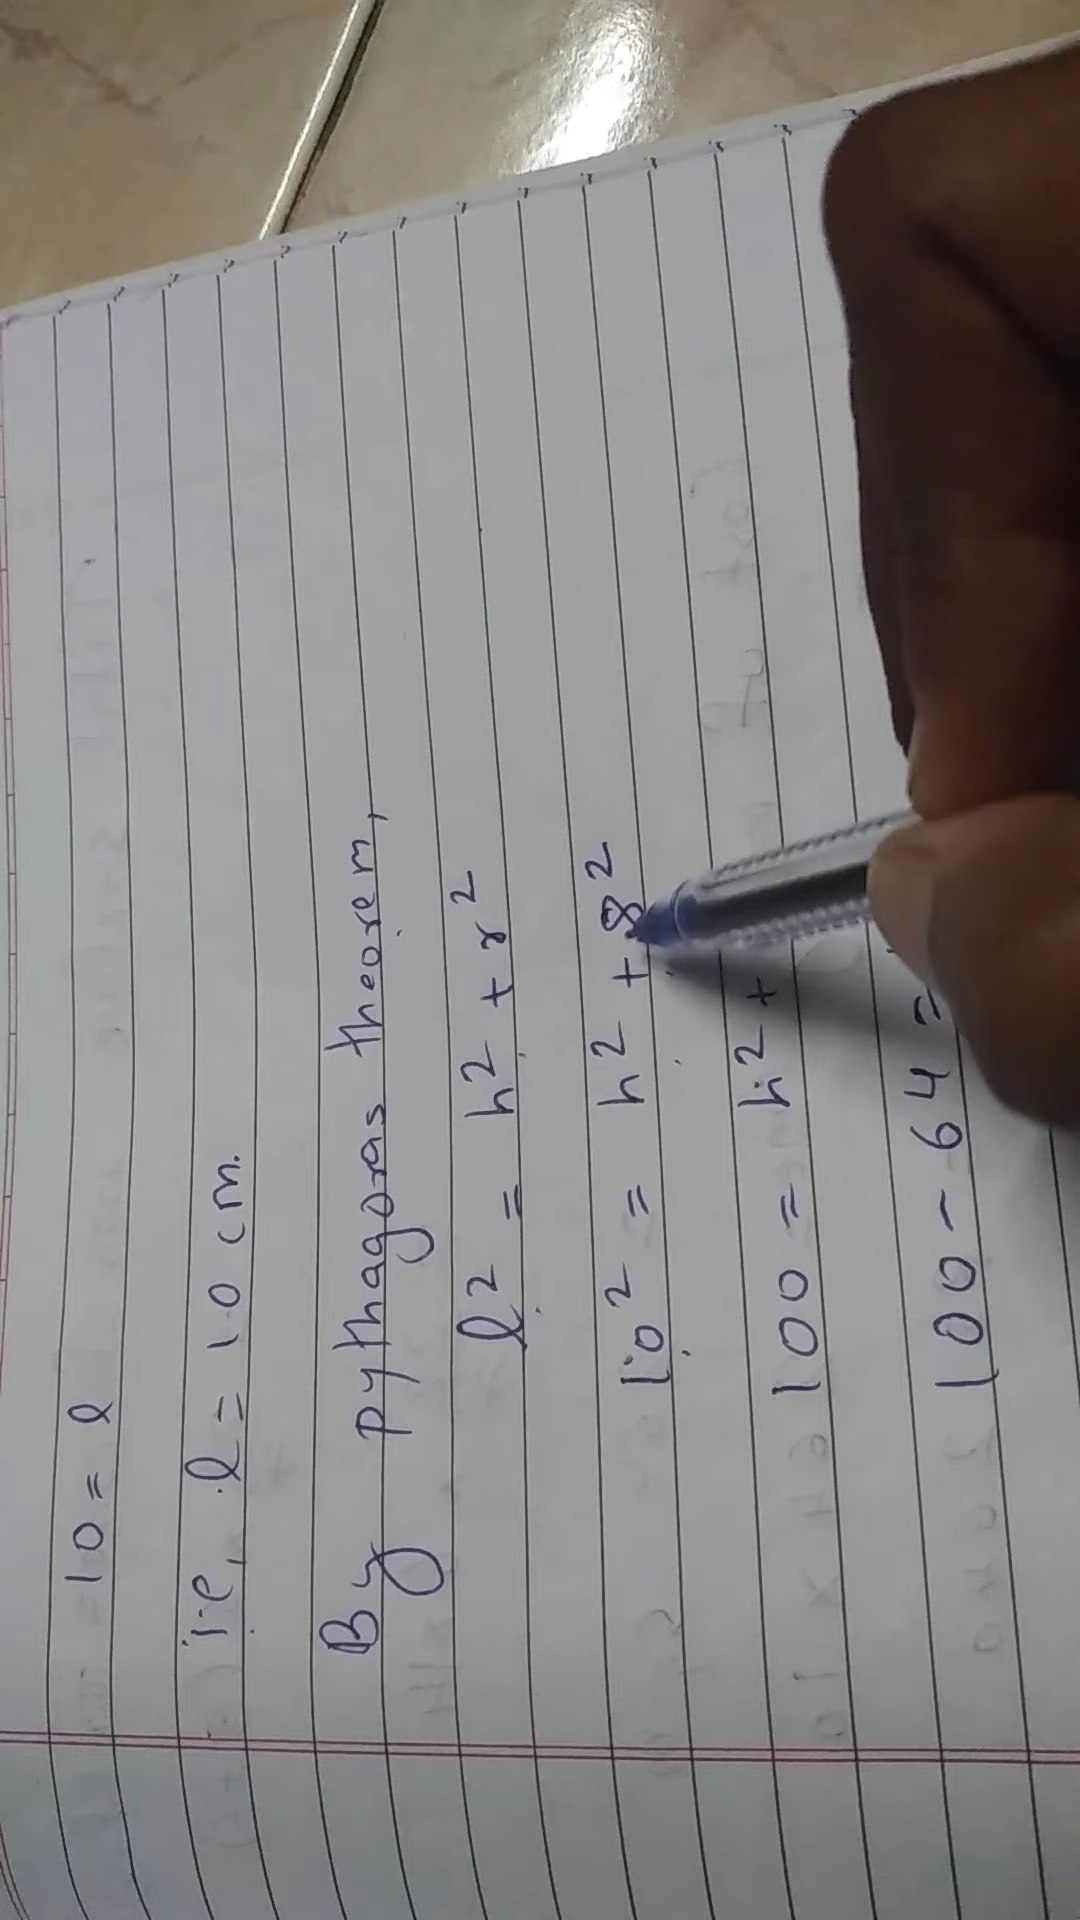 10 = l
i.e, l = 10 cm.
By pythagoras theorem,
l² = h² + r²
10² = h² + 8²
100 = h² +
100 - 64 =